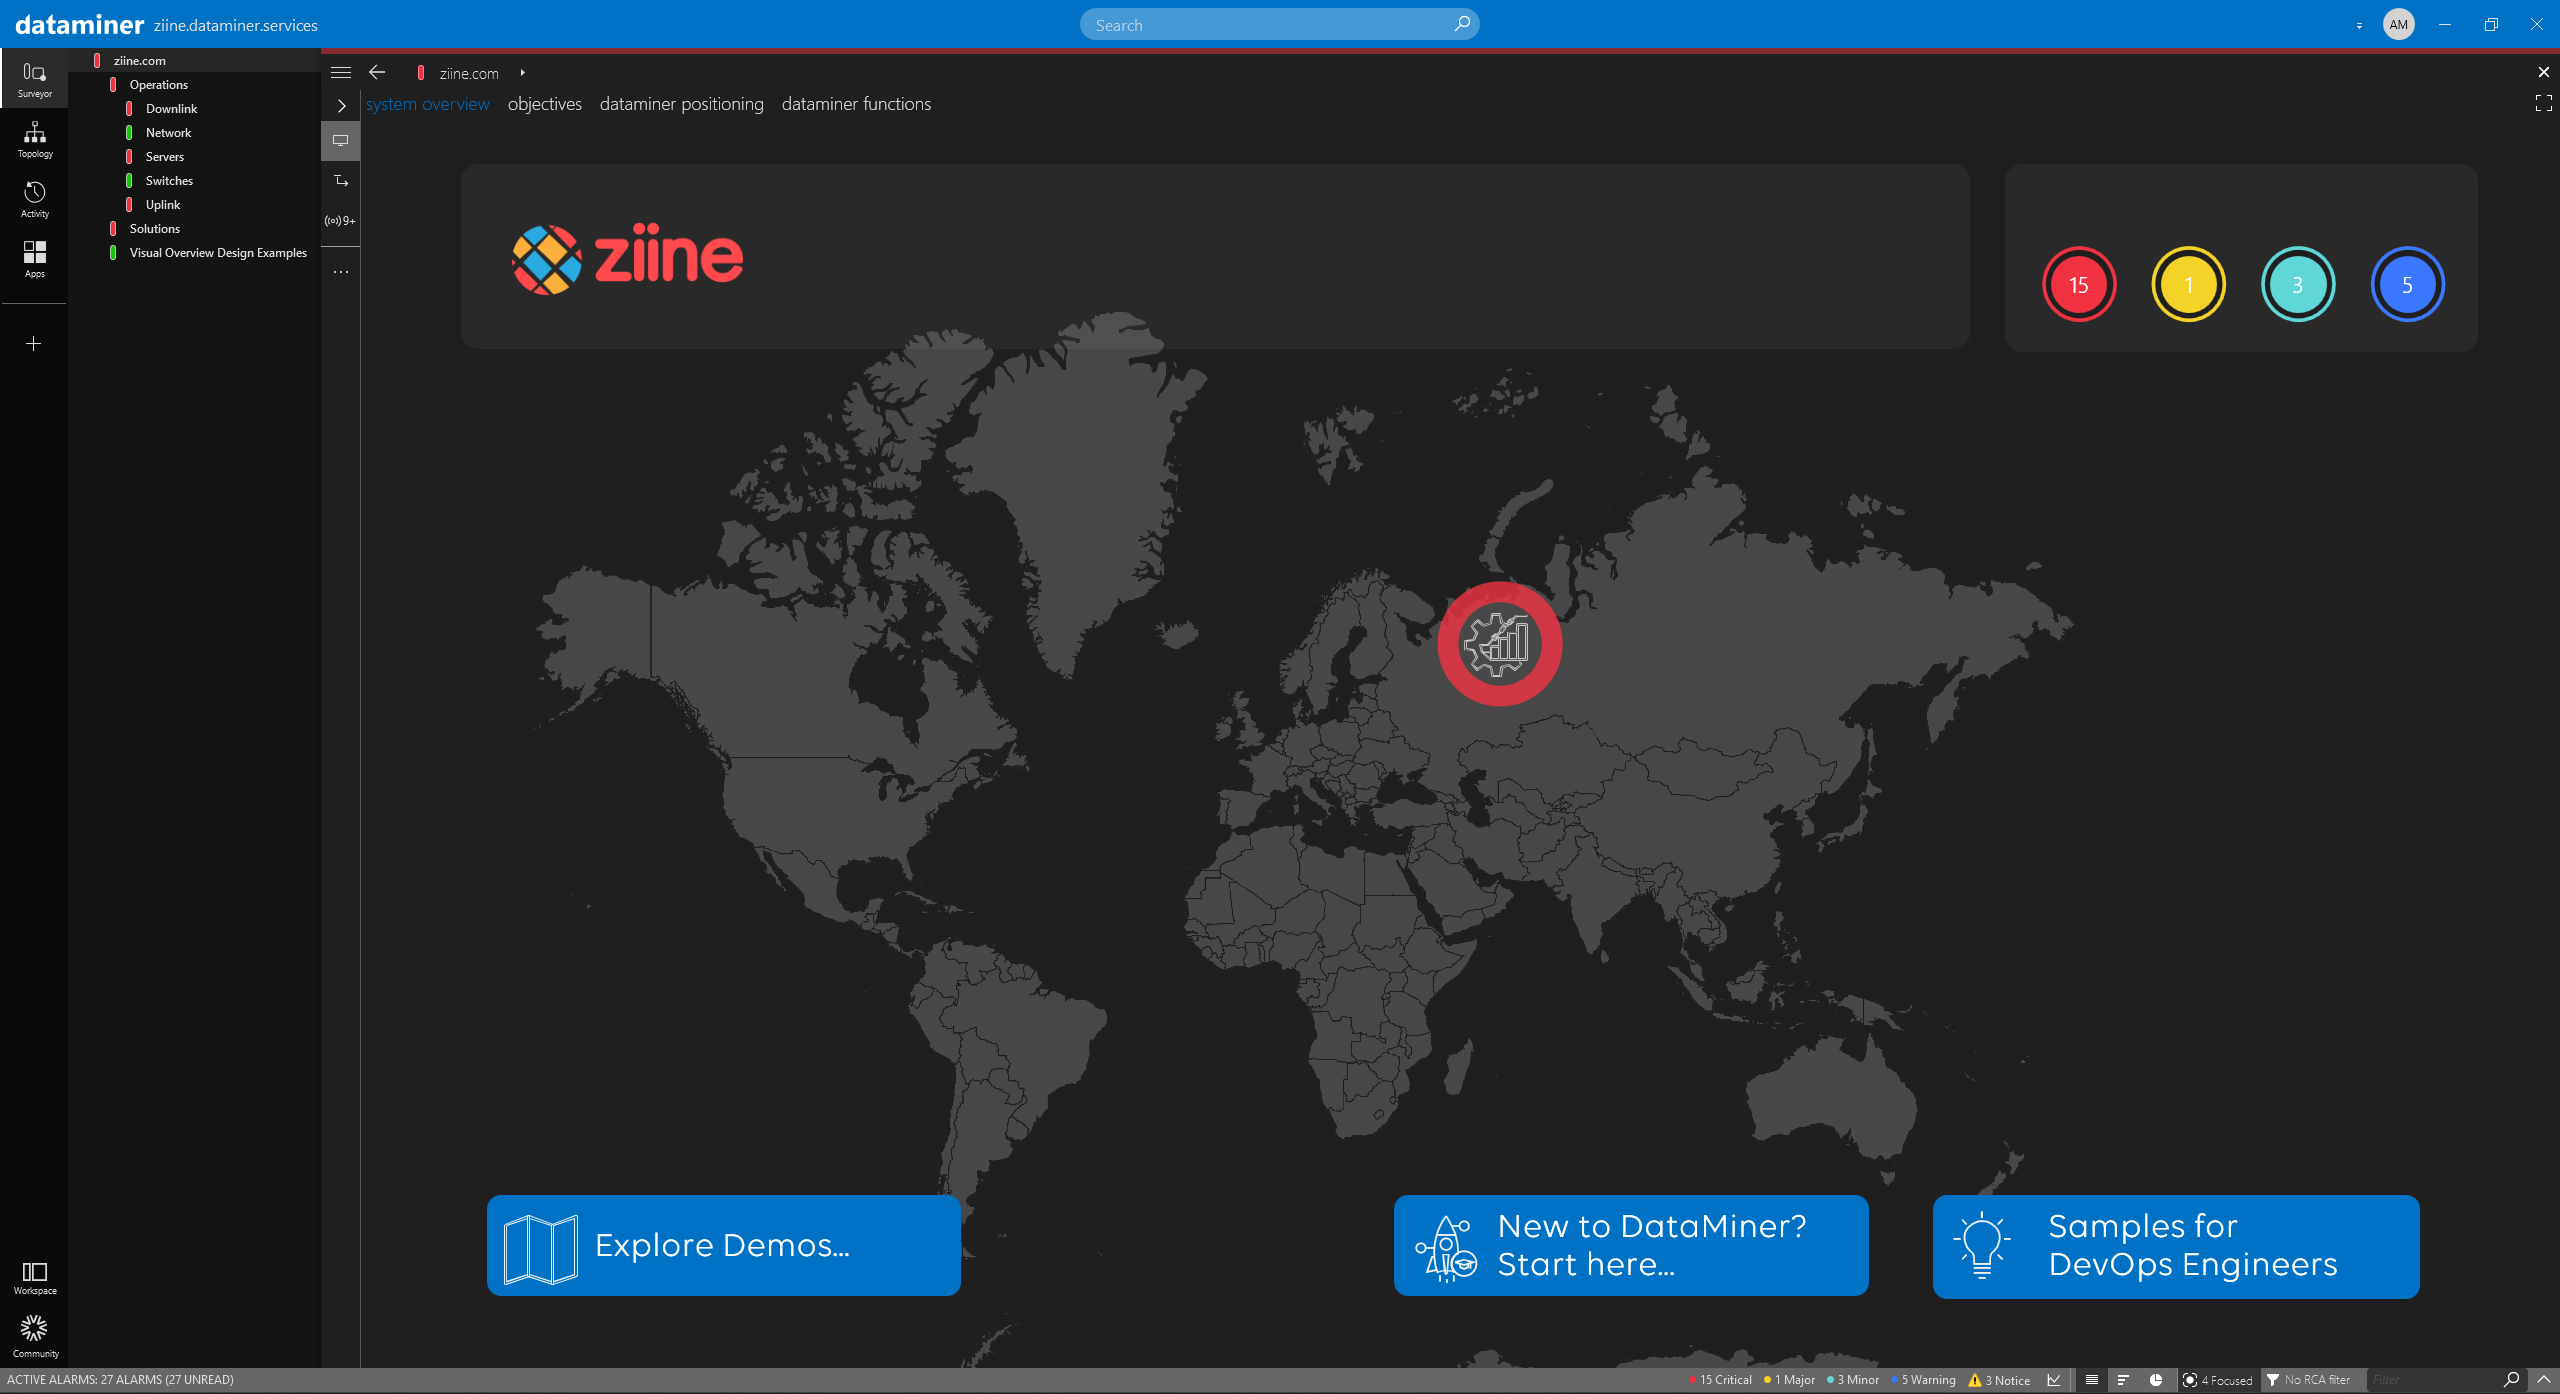 dataminer ziine.dataminer.services
Search
AM
Surveyor
Topology
Activity
Apps
Workspace
Community
ziine.com
Operations
Downlink
Network
Servers
Switches
Uplink
Solutions
Visual Overview Design Examples
ziine.com
system overview objectives dataminer positioning dataminer functions
9+
ziine
15 1 3 5
Explore Demos...
New to DataMiner?
Start here...
Samples for
DevOps Engineers
ACTIVE ALARMS: 27 ALARMS (27 UNREAD)
15 Critical 1 Major 3 Minor 5 Warning 3 Notice 4 Focused No RCA filter Filter